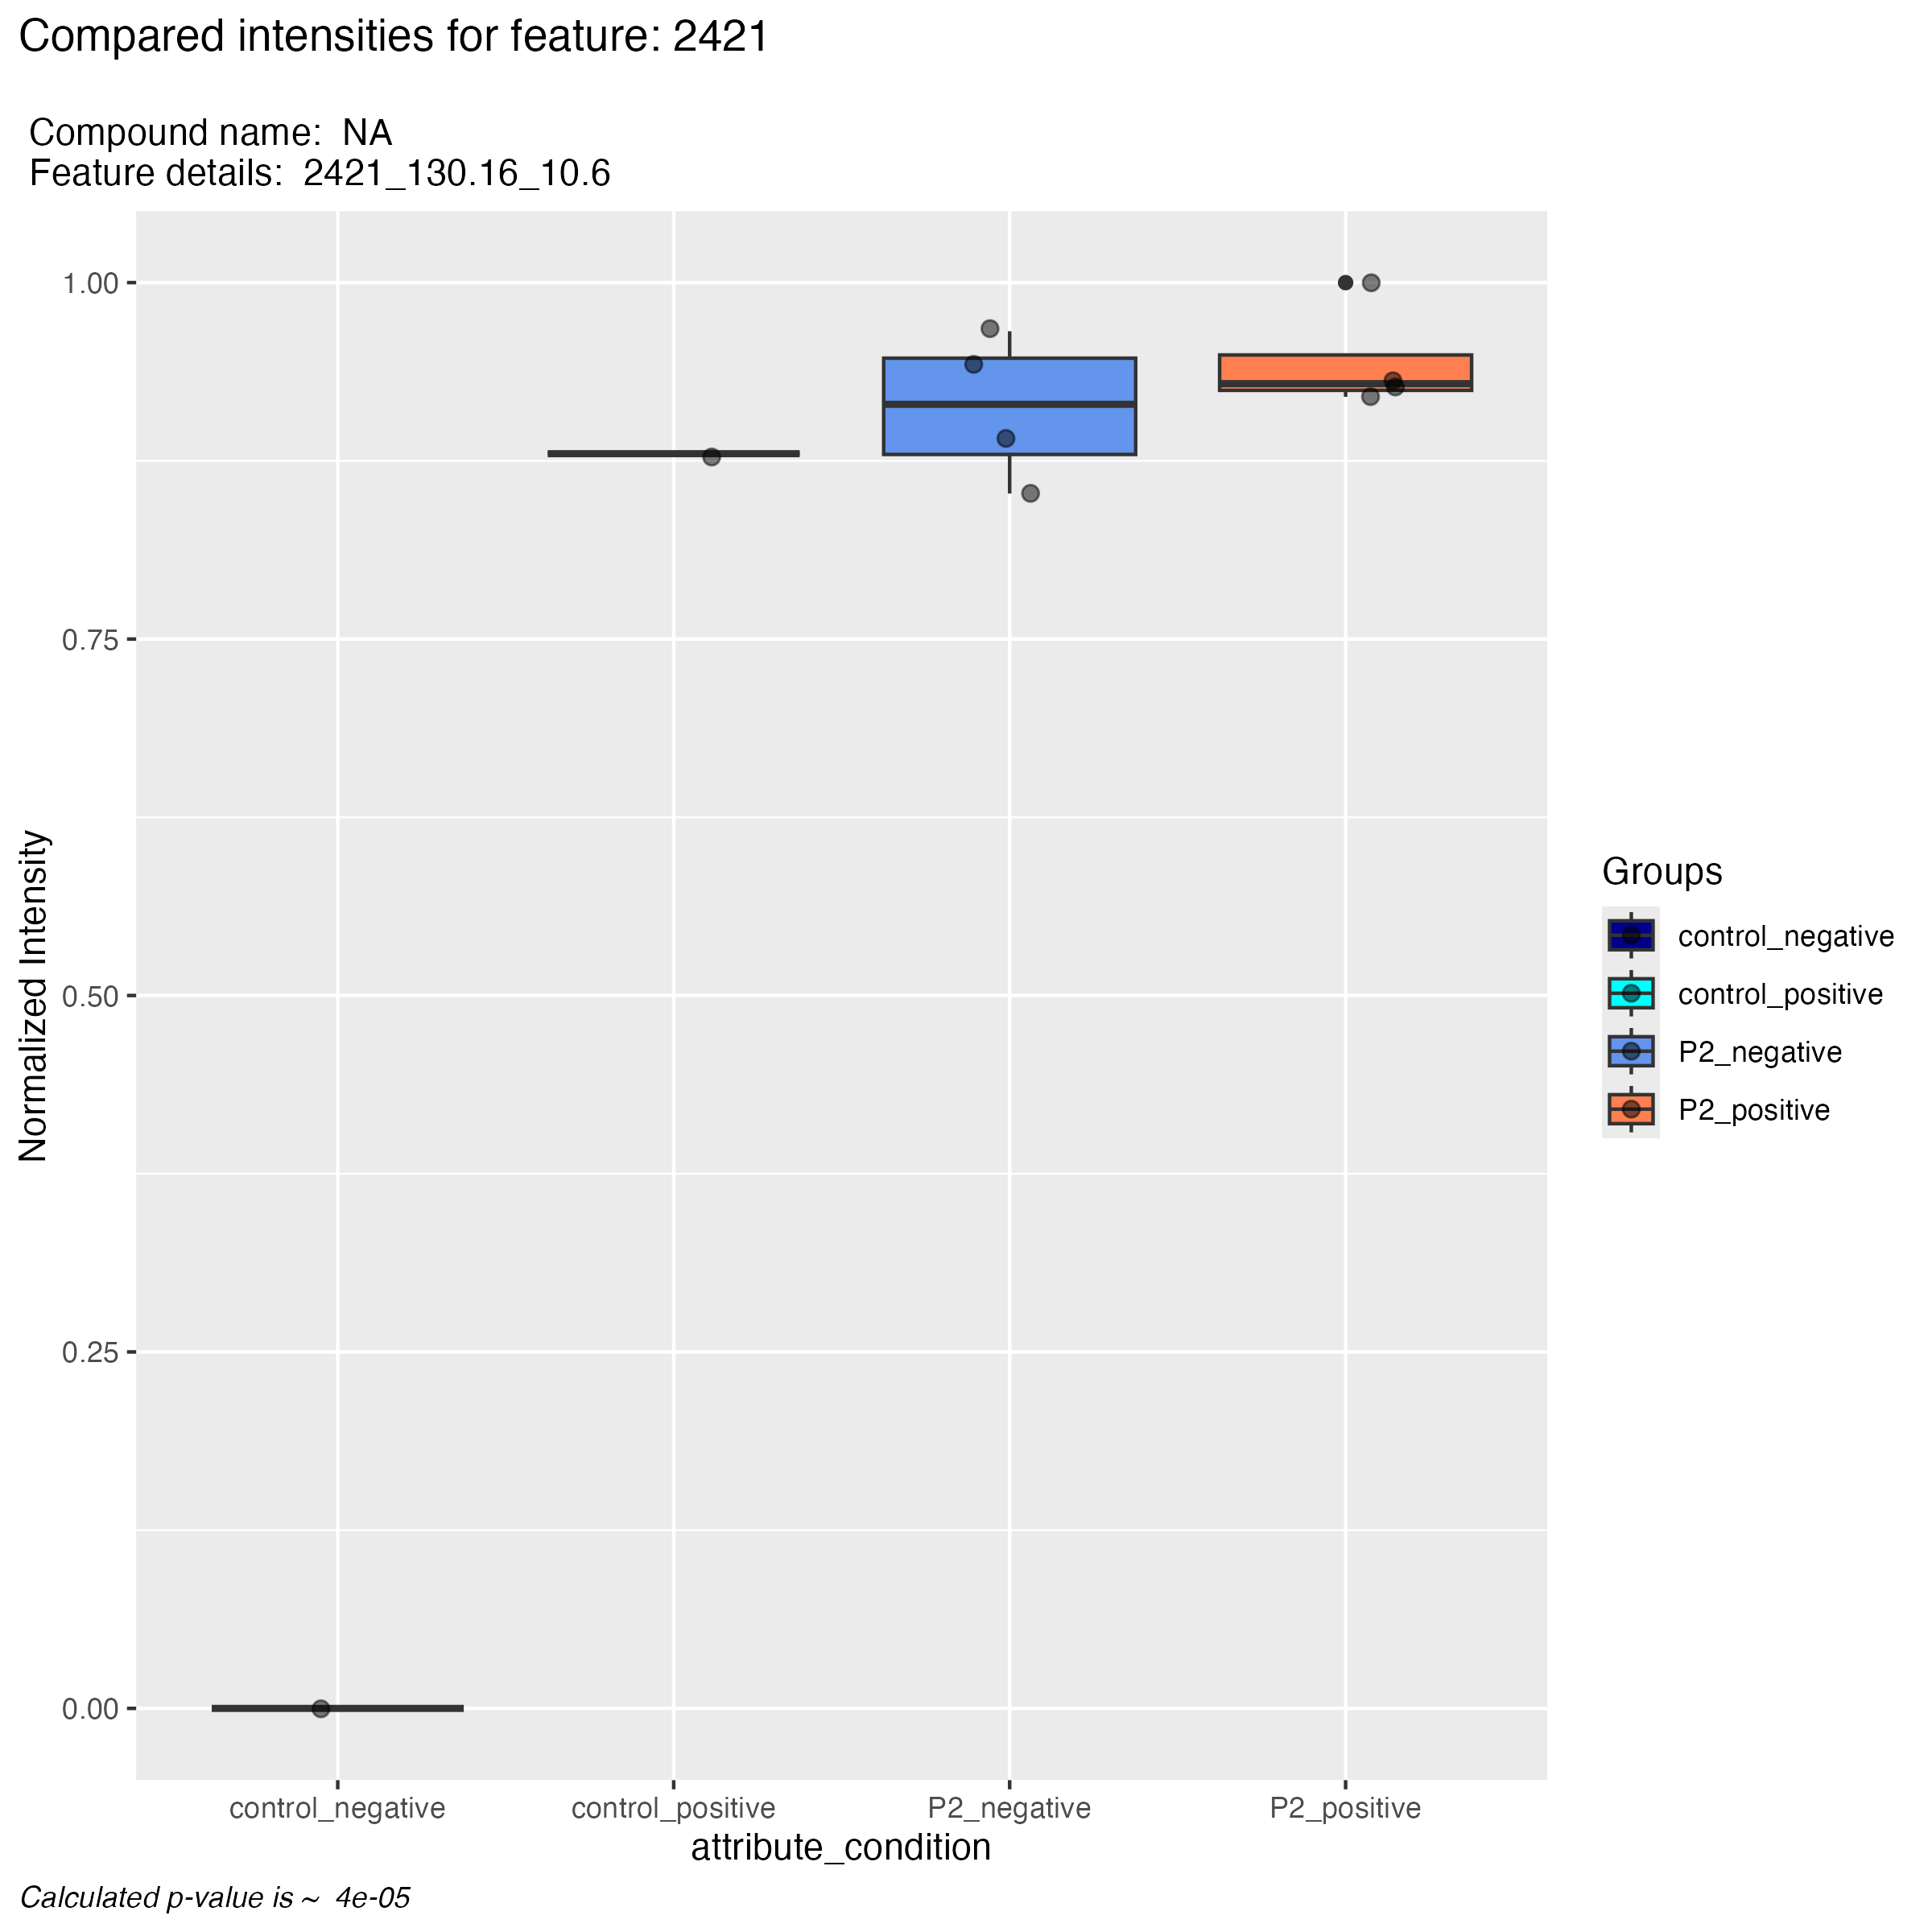 Compared intensities for feature: 2421
Compound name:  NA
Feature details:  2421_130.16_10.6
1.00
0.75
0.50
0.25
0.00
Normalized Intensity
control_negative
control_positive
P2_negative
P2_positive
attribute_condition
Groups
control_negative
control_positive
P2_negative
P2_positive
Calculated p-value is ~  4e-05